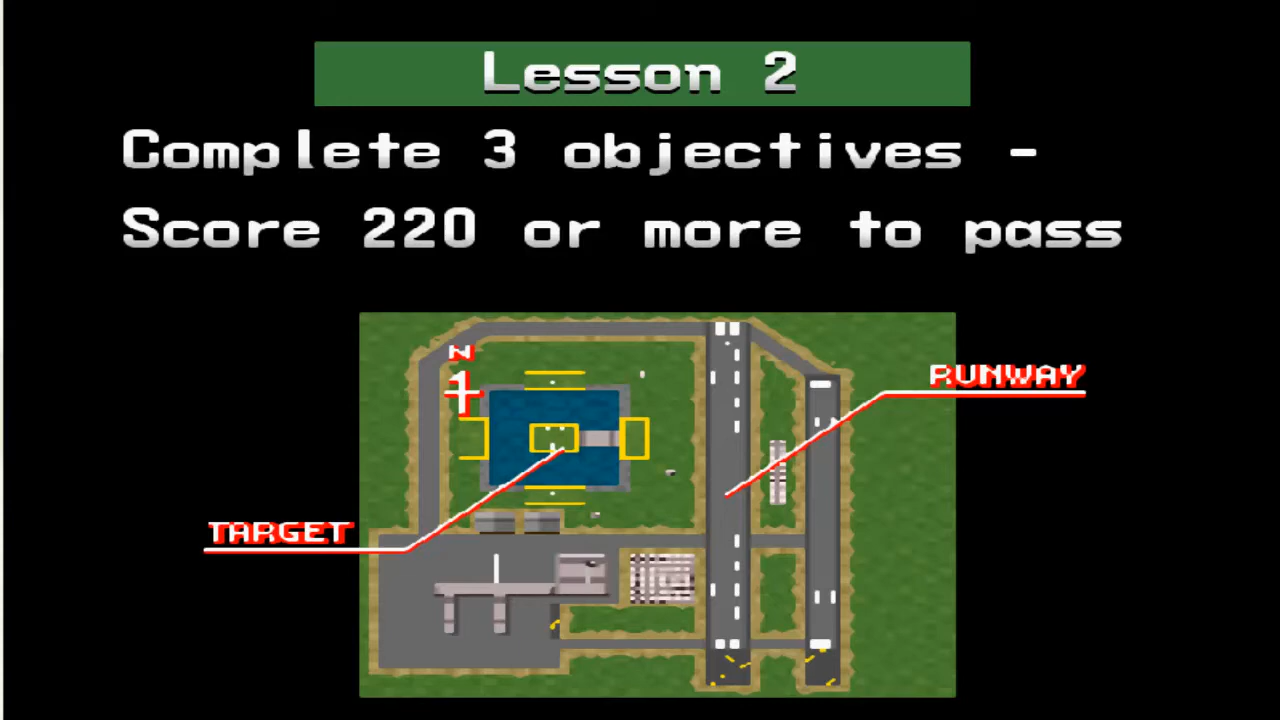 Lesson 2
Complete 3 objectives -
Score 220 or more to pass
N
RUNWAY
TARGET